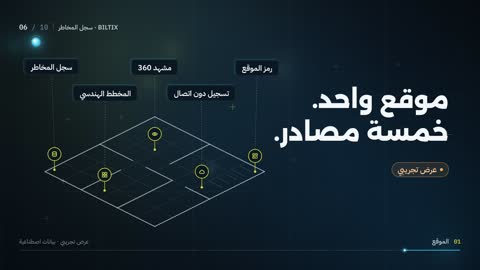 BILTIX - سجل المخاطر | 10 / 06
رمز الموقع
مشهد 360
سجل المخاطر
تسجيل دون اتصال
المخطط الهندسي
موقع واحد.
خمسة مصادر.
عرض تجريبي
01 الموقع
عرض تجريبي · بيانات اصطناعية